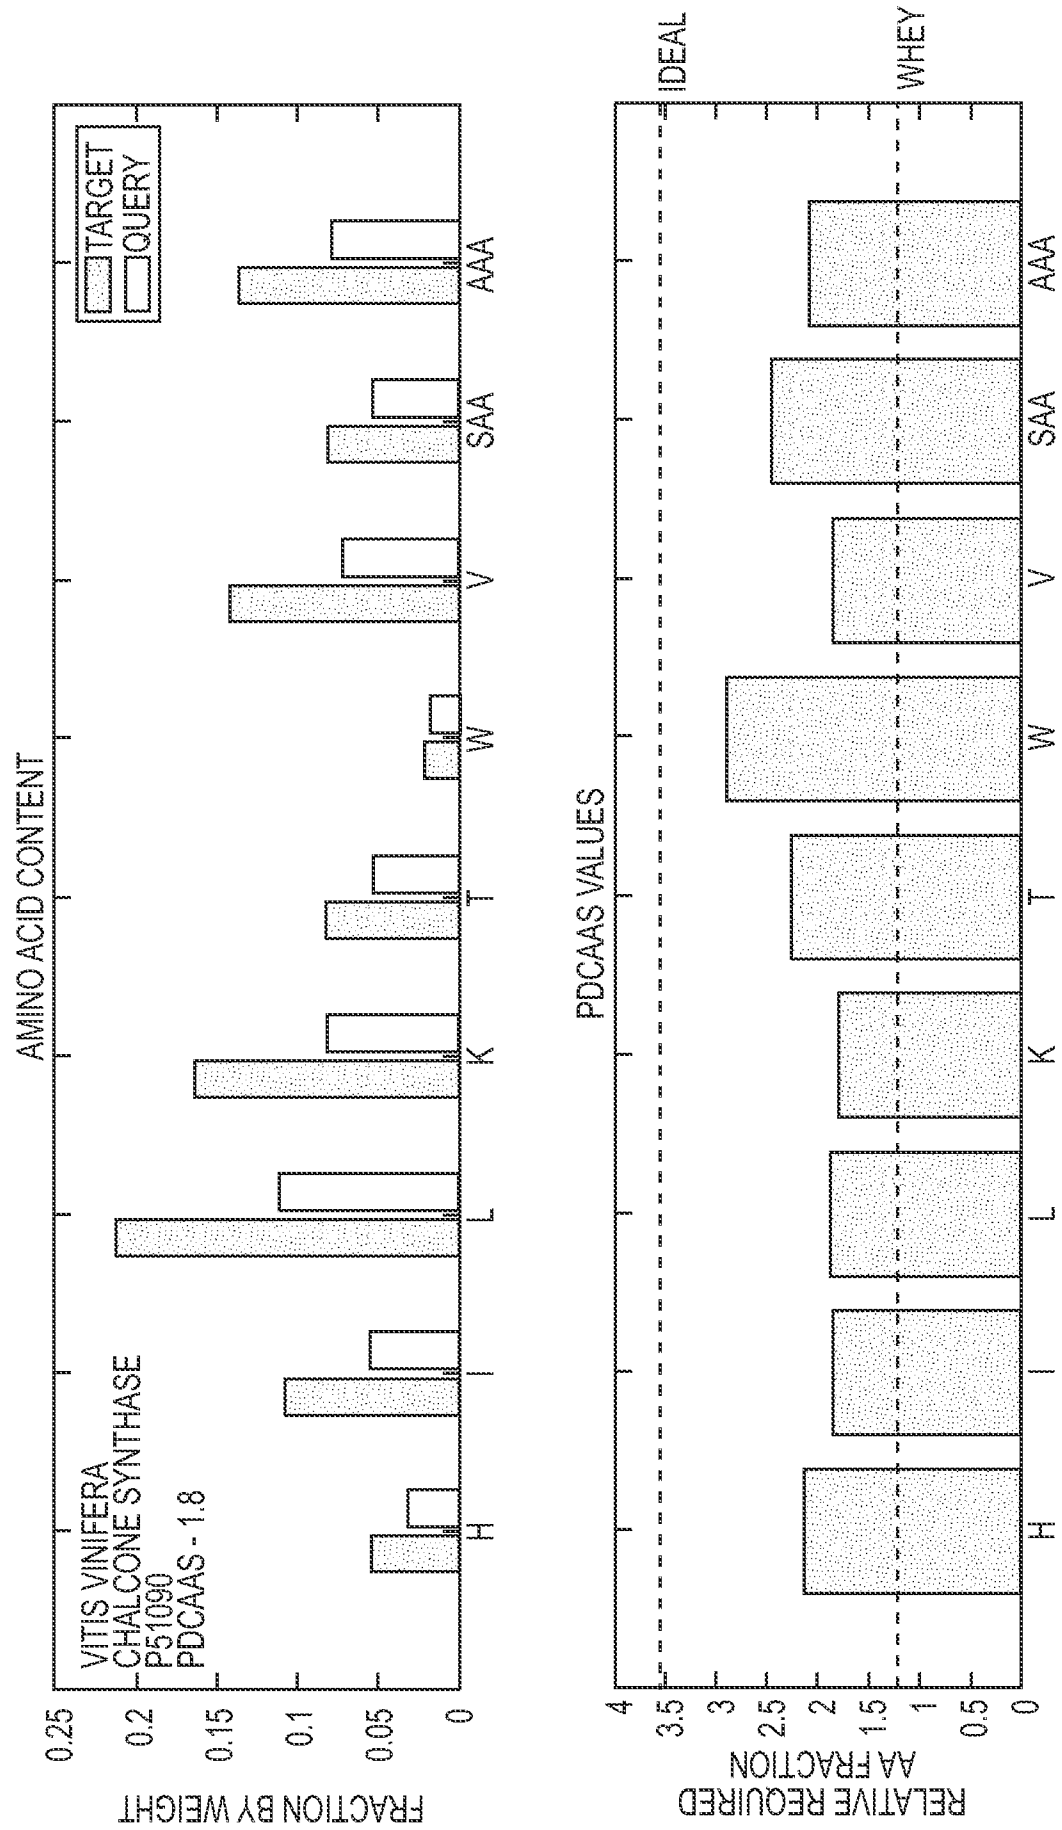 AMINO ACID CONTENT
VITIS VINIFERA
CHALCONE SYNTHASE
P51090
PDCAAS - 1.8
TARGET
QUERY
FRACTION BY WEIGHT
0.25
0.2
0.15
0.1
0.05
0
H I L K T W V SAA AAA
PDCAAS VALUES
RELATIVE REQUIRED
AA FRACTION
4
3.5
3
2.5
2
1.5
1
0.5
0
IDEAL
WHEY
H I L K T W V SAA AAA